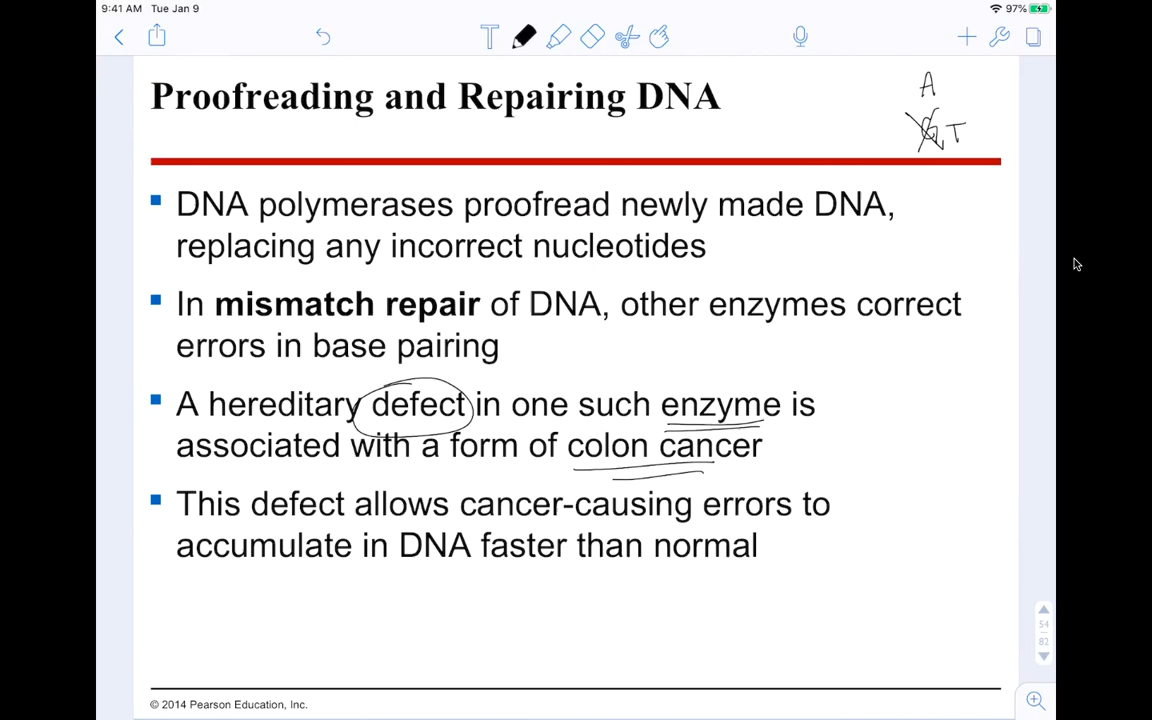 9:41 AM Tue Jan 9
97%
T
Proofreading and Repairing DNA
A
G T
DNA polymerases proofread newly made DNA,
replacing any incorrect nucleotides
In mismatch repair of DNA, other enzymes correct
errors in base pairing
A hereditary defect in one such enzyme is
associated with a form of colon cancer
This defect allows cancer-causing errors to
accumulate in DNA faster than normal
54
82
© 2014 Pearson Education, Inc.